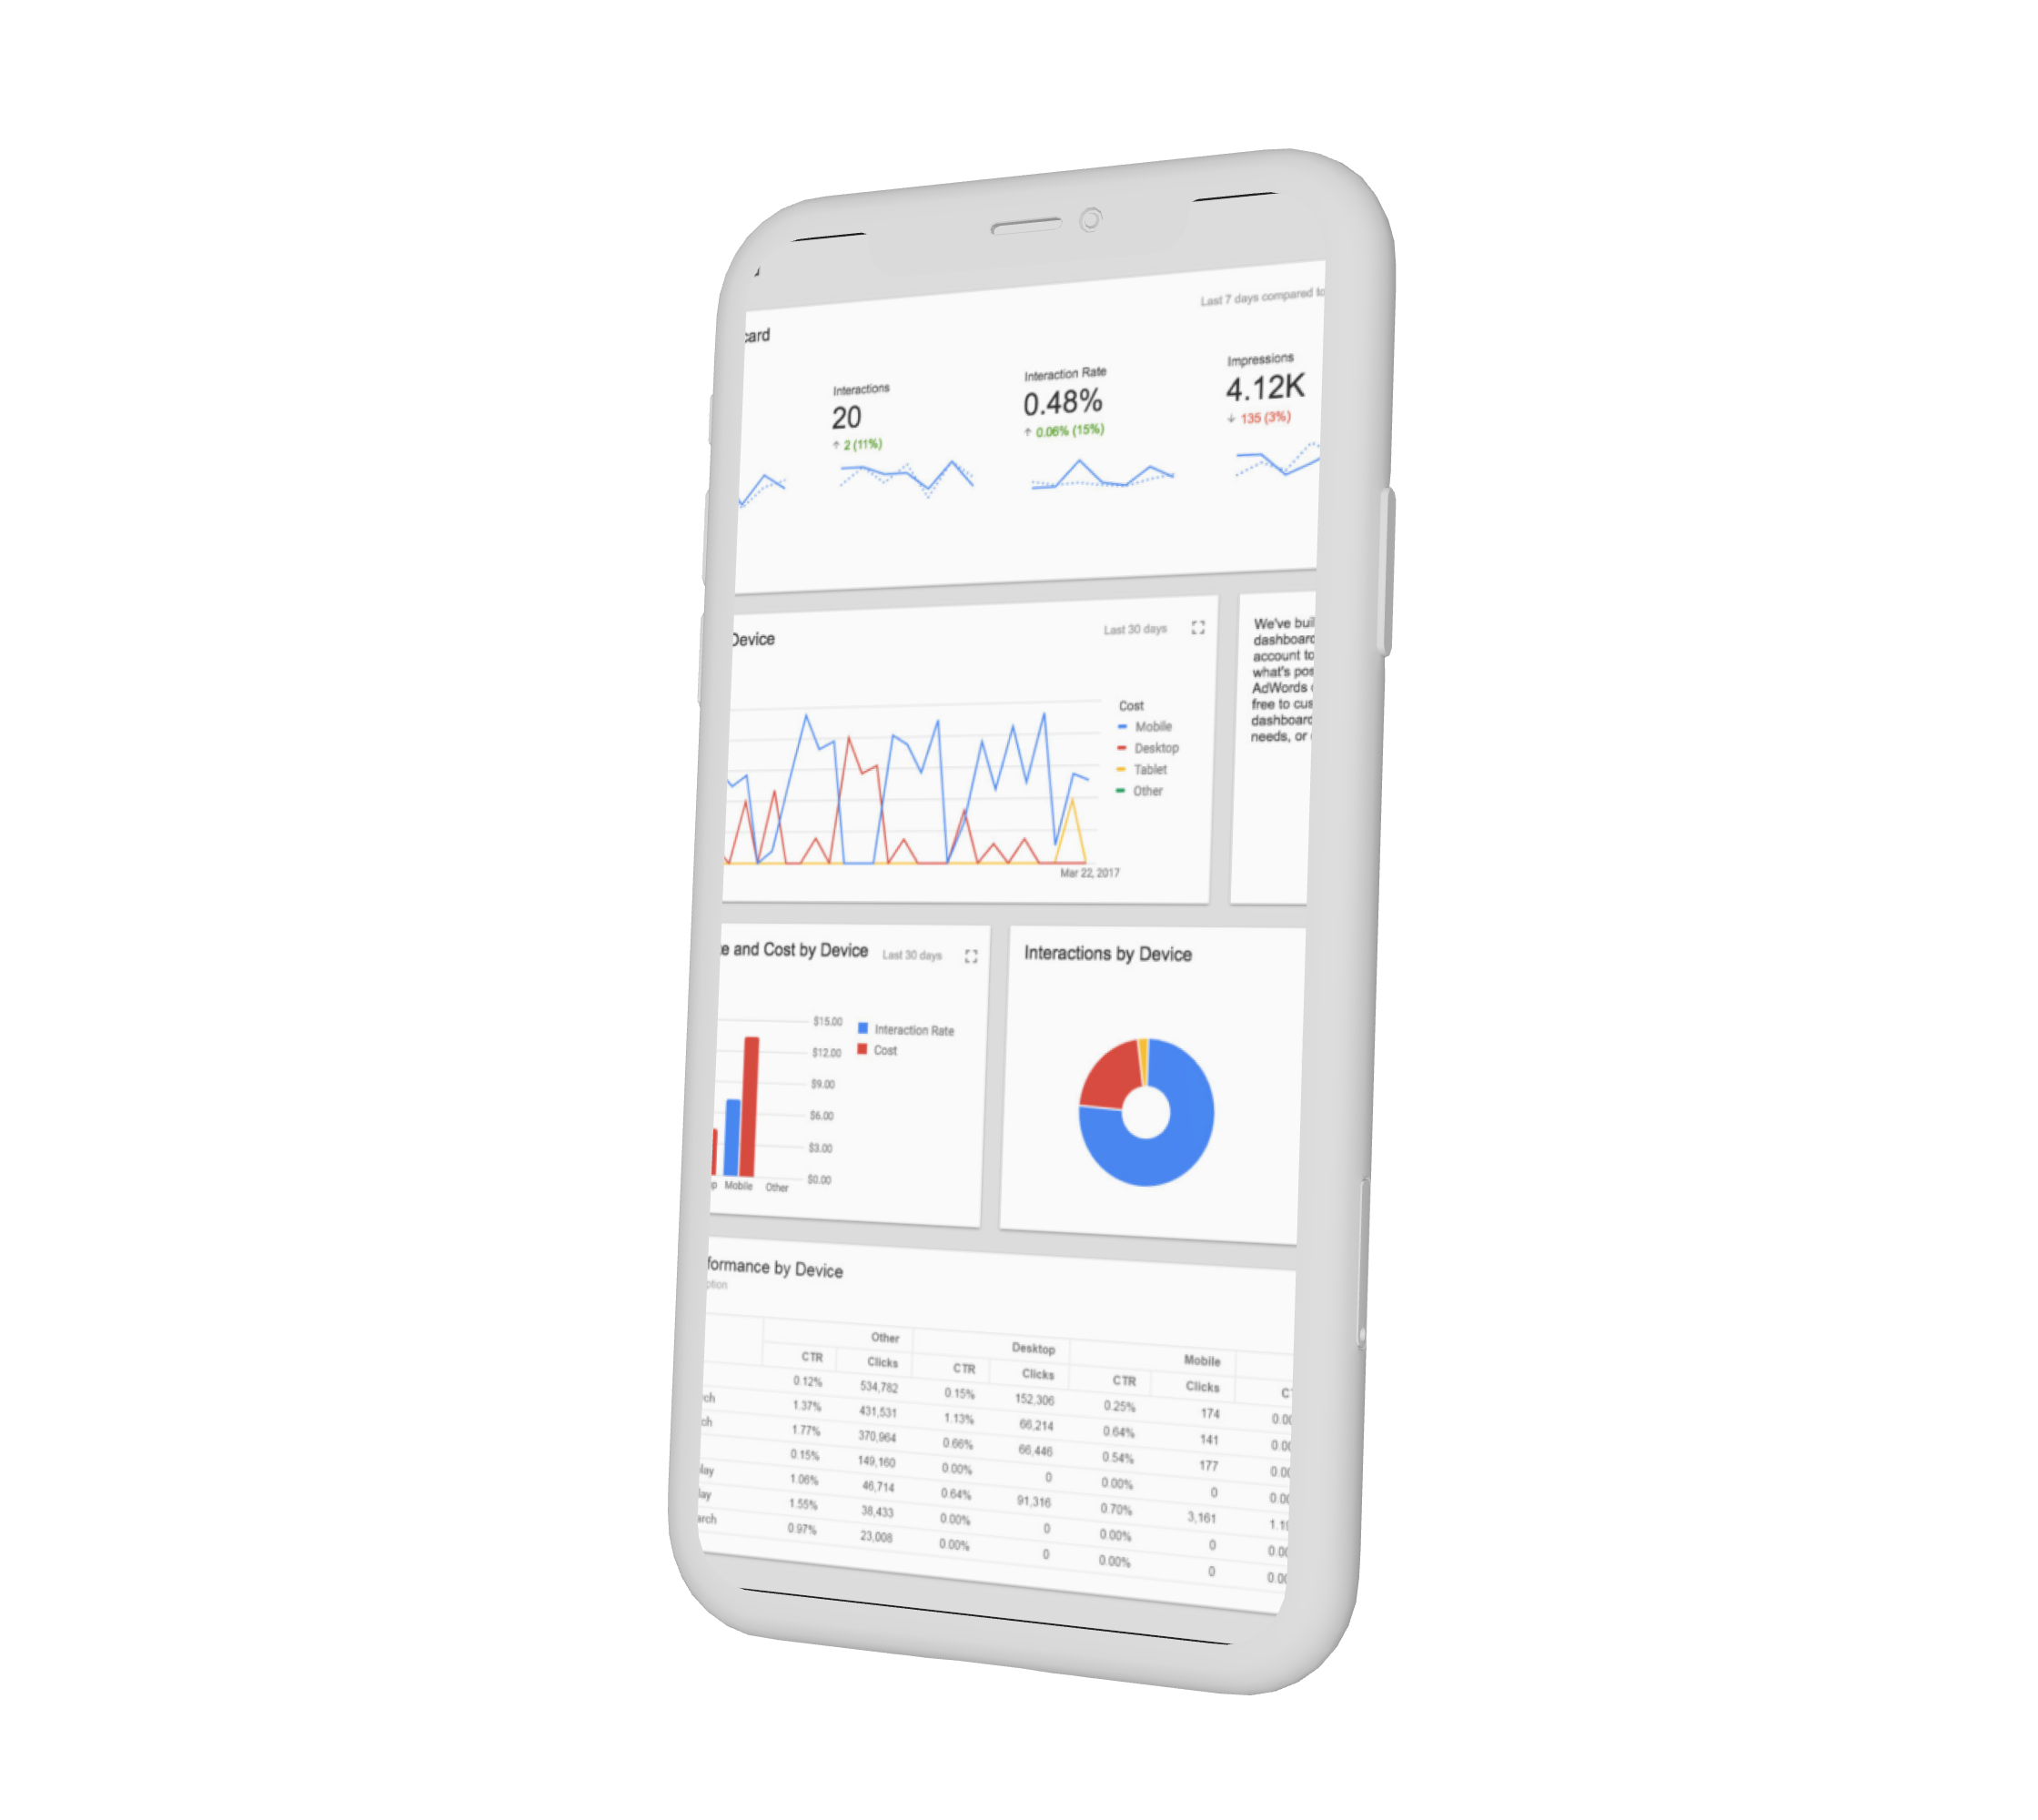 card
Last 7 days compared to
Interactions
20
2 (11%)
Interaction Rate
0.48%
0.06% (15%)
Impressions
4.12K
135 (3%)
Device
Last 30 days
Cost
Mobile
Desktop
Tablet
Other
Mar 22, 2017
We've buil
dashboard
account to
what's pos
AdWords
free to cus
dashboard
needs, or
e and Cost by Device
Last 30 days
$15.00
$12.00
$9.00
$6.00
$3.00
$0.00
Interaction Rate
Cost
p Mobile Other
Interactions by Device
formance by Device
ption
Other Desktop Mobile
CTR Clicks CTR Clicks CTR Clicks C
0.12% 534,782 0.15% 152,306 0.25% 174 0.00
rch 1.37% 431,531 1.13% 66,214 0.64% 141 0.00
ch 1.77% 370,964 0.66% 66,446 0.54% 177 0.00
0.15% 149,160 0.00% 0 0.00% 0 0.00
lay 1.06% 46,714 0.64% 91,316 0.70% 3,161 1.1
lay 1.55% 38,433 0.00% 0 0.00% 0 0.00
arch 0.97% 23,008 0.00% 0 0.00% 0 0.00